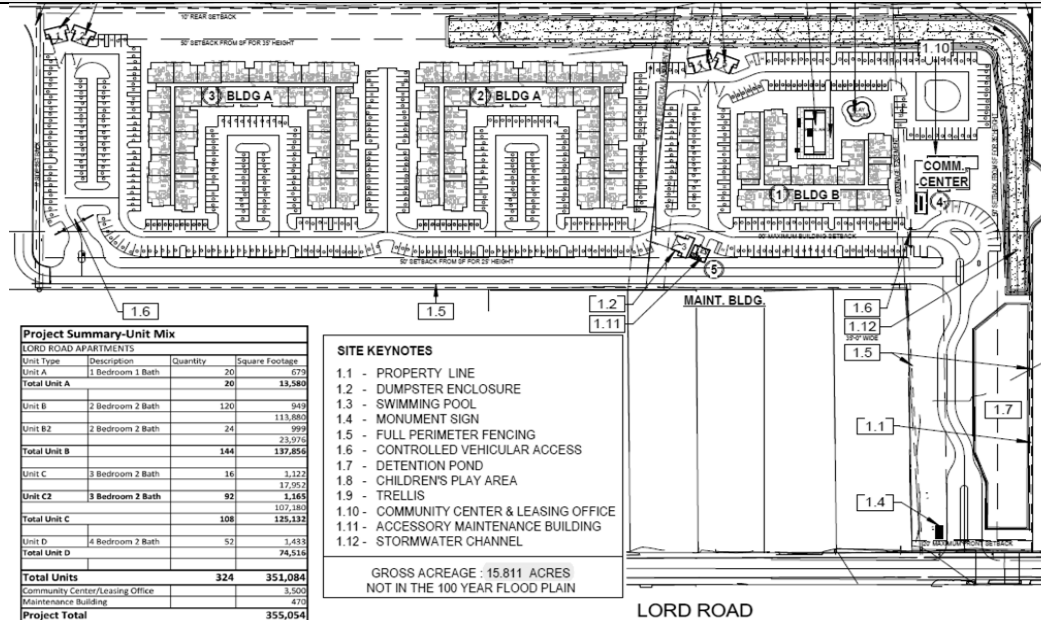 10' REAR SETBACK
50' SETBACK FROM SF FOR 25' HEIGHT
1.10
3 BLDG A
2 BLDG A
PLAY
COMM.
CENTER
4
1 BLDG B
MAXIMUM BUILDING SETBACK
50' SETBACK FROM SF FOR 25' HEIGHT
3
5
1.6
1.5
1.2
1.11
MAINT. BLDG.
1.6
1.12
35'-0" WIDE
1.5
1.7
1.1
1.4
MAXIMUM FRONT SETBACK
Project Summary-Unit Mix
LORD ROAD APARTMENTS
Unit Type Description Quantity Square Footage
Unit A 1 Bedroom 1 Bath 20 679
Total Unit A 20 13,580
Unit B 2 Bedroom 2 Bath 120 949
113,880
Unit B2 2 Bedroom 2 Bath 24 999
23,976
Total Unit B 144 137,856
Unit C 3 Bedroom 2 Bath 16 1,122
17,952
Unit C2 3 Bedroom 2 Bath 92 1,165
107,180
Total Unit C 108 125,132
Unit D 4 Bedroom 2 Bath 52 1,433
Total Unit D 74,516
Total Units 324 351,084
Community Center/Leasing Office 3,500
Maintenance Building 470
Project Total 355,054
SITE KEYNOTES
1.1 - PROPERTY LINE
1.2 - DUMPSTER ENCLOSURE
1.3 - SWIMMING POOL
1.4 - MONUMENT SIGN
1.5 - FULL PERIMETER FENCING
1.6 - CONTROLLED VEHICULAR ACCESS
1.7 - DETENTION POND
1.8 - CHILDREN'S PLAY AREA
1.9 - TRELLIS
1.10 - COMMUNITY CENTER & LEASING OFFICE
1.11 - ACCESSORY MAINTENANCE BUILDING
1.12 - STORMWATER CHANNEL
GROSS ACREAGE : 15.811 ACRES
NOT IN THE 100 YEAR FLOOD PLAIN
LORD ROAD